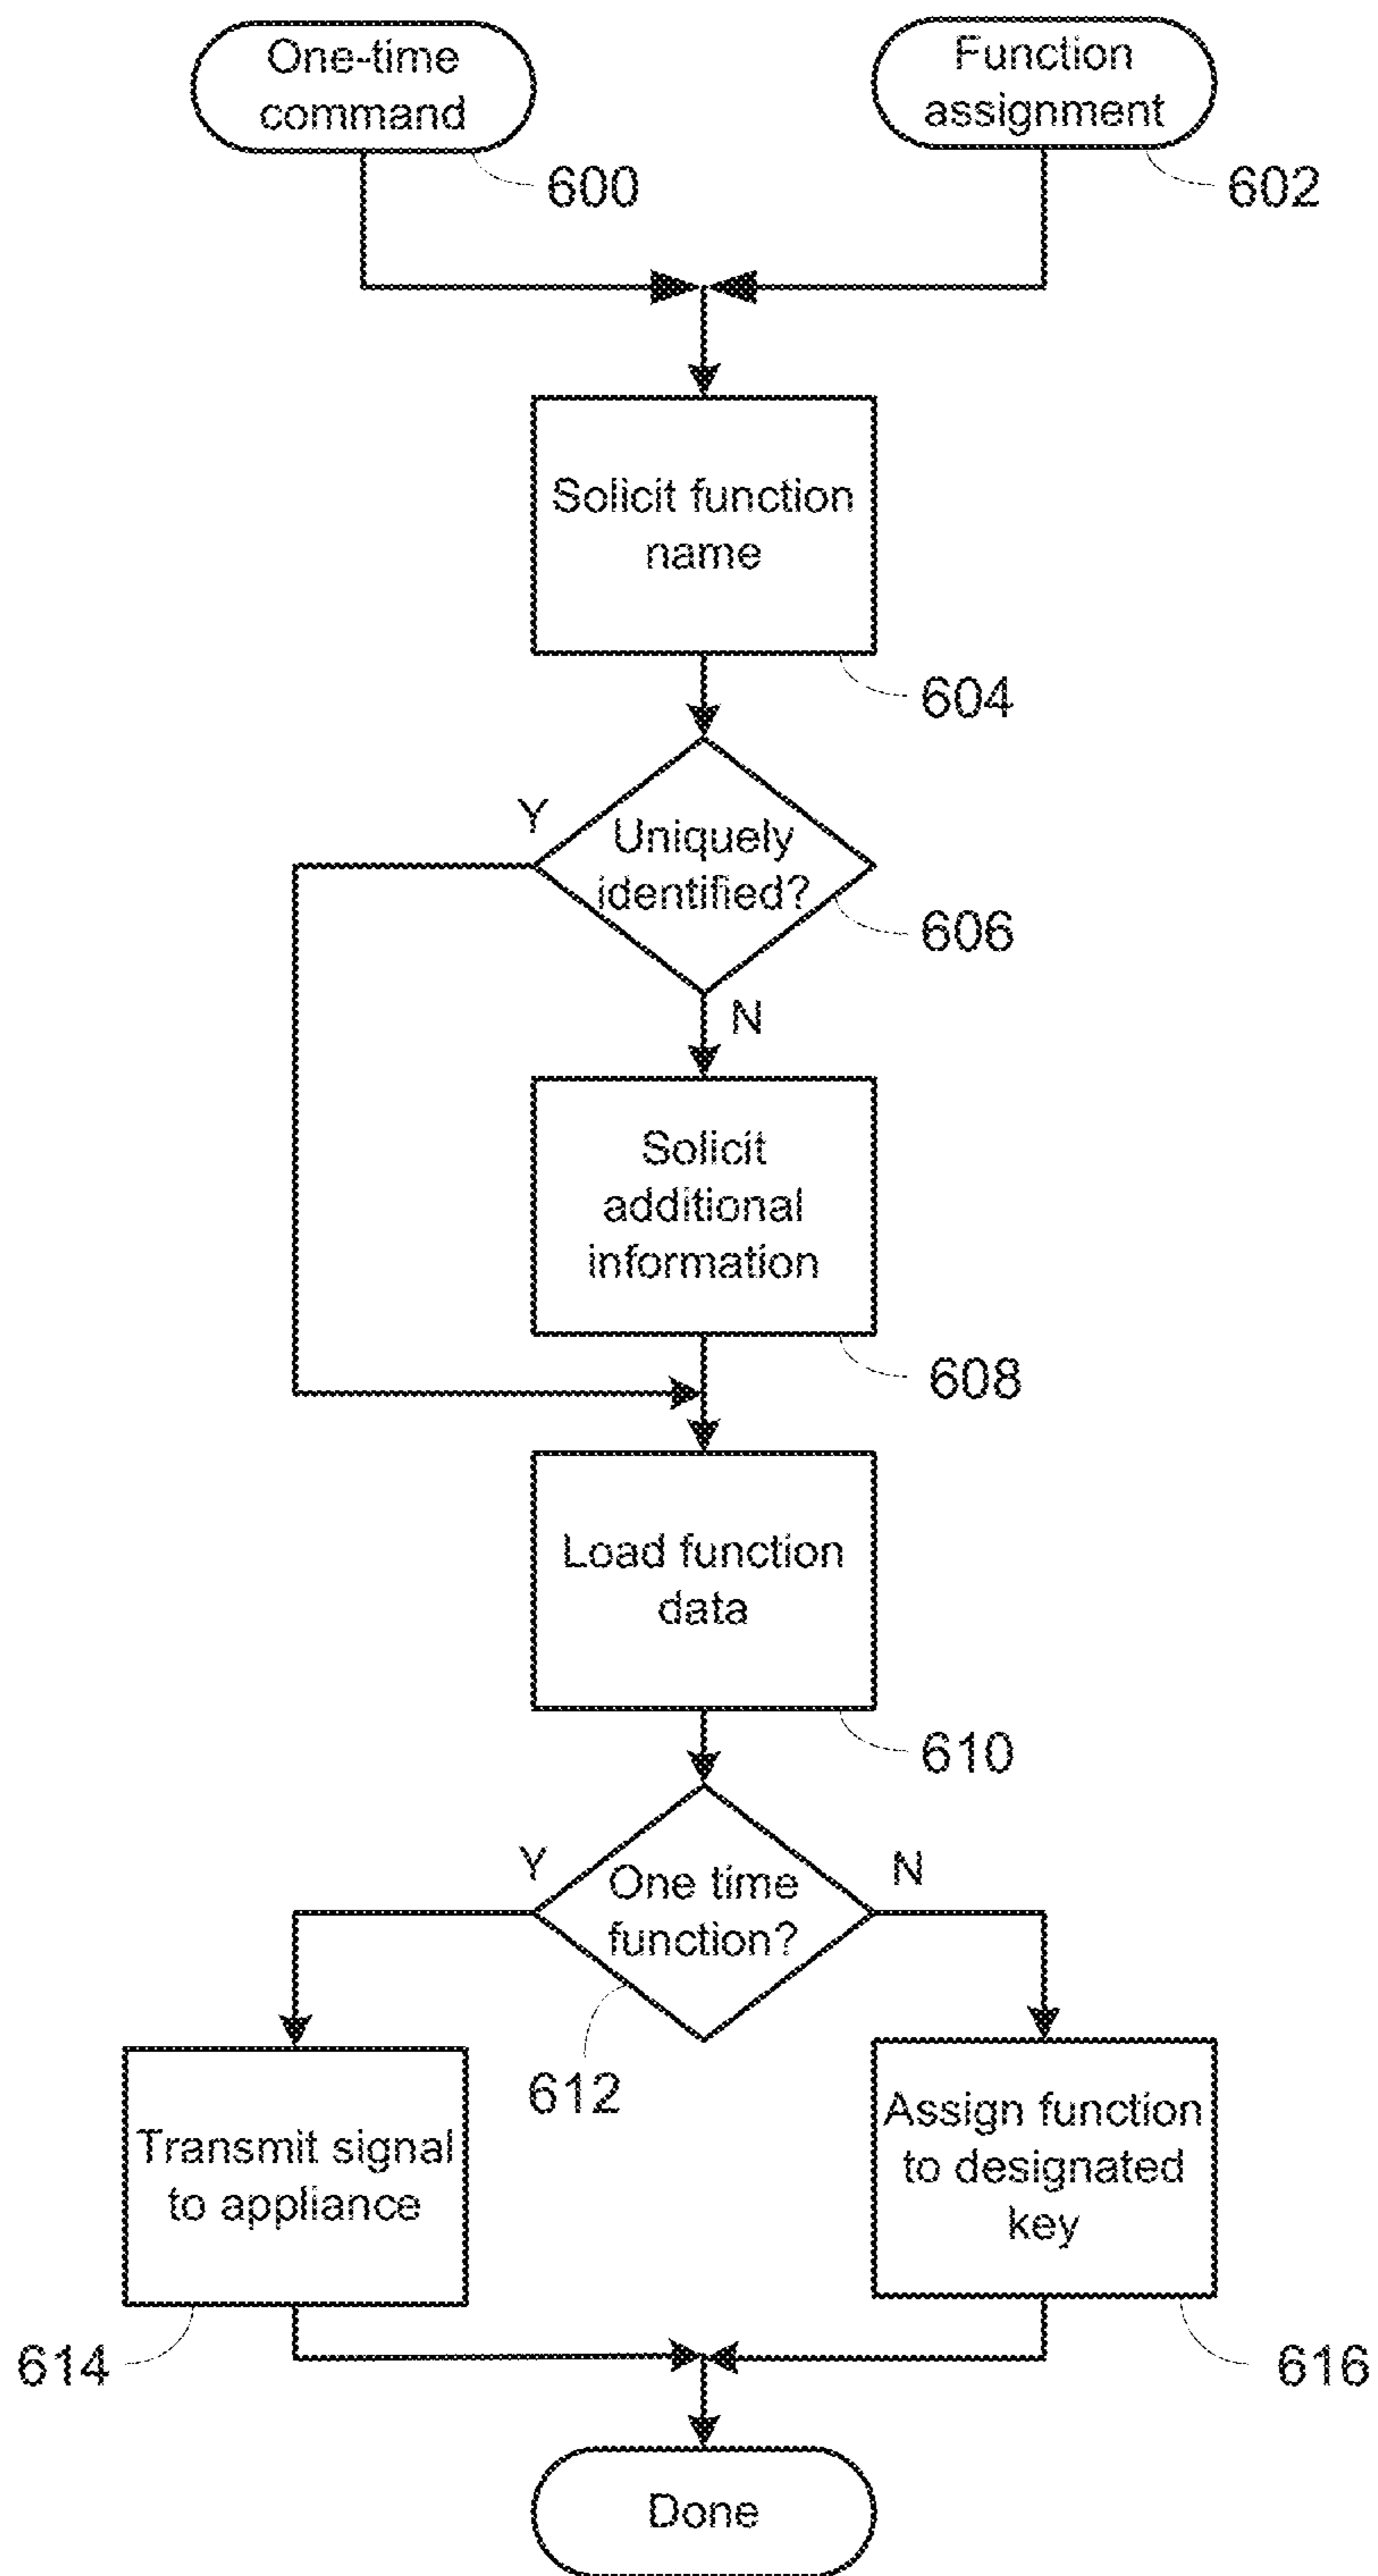 One-time
command
600
Function
assignment
602
Solicit function
name
604
Uniquely
identified?
Y
606
N
Solicit
additional
information
608
Load function
data
610
One time
function?
Y
N
612
Transmit signal
to appliance
614
Assign function
to designated
key
616
Done